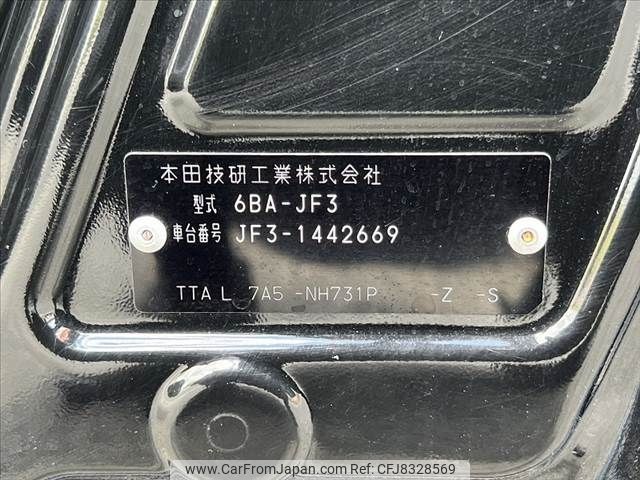 本田技研工業株式会社
型式 6BA-JF3
車台番号 JF3-1442669
TTA L 7A5 -NH731P -Z -S
www.CarFromJapan.com - ID: CFJ8328569